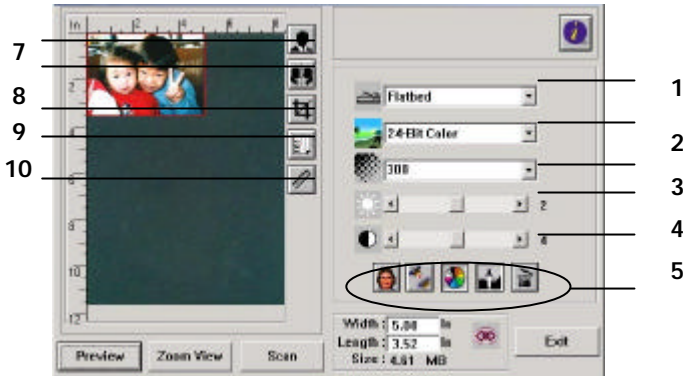 In 2 4 6 8
2
4
6
8
10
12
7
8
9
10
Flatbed
24-Bit Color
300
2
4
1
2
3
4
5
Width : 5.00 In
Length : 3.52 In
Size : 4.61 MB
Preview Zoom View Scan Exit